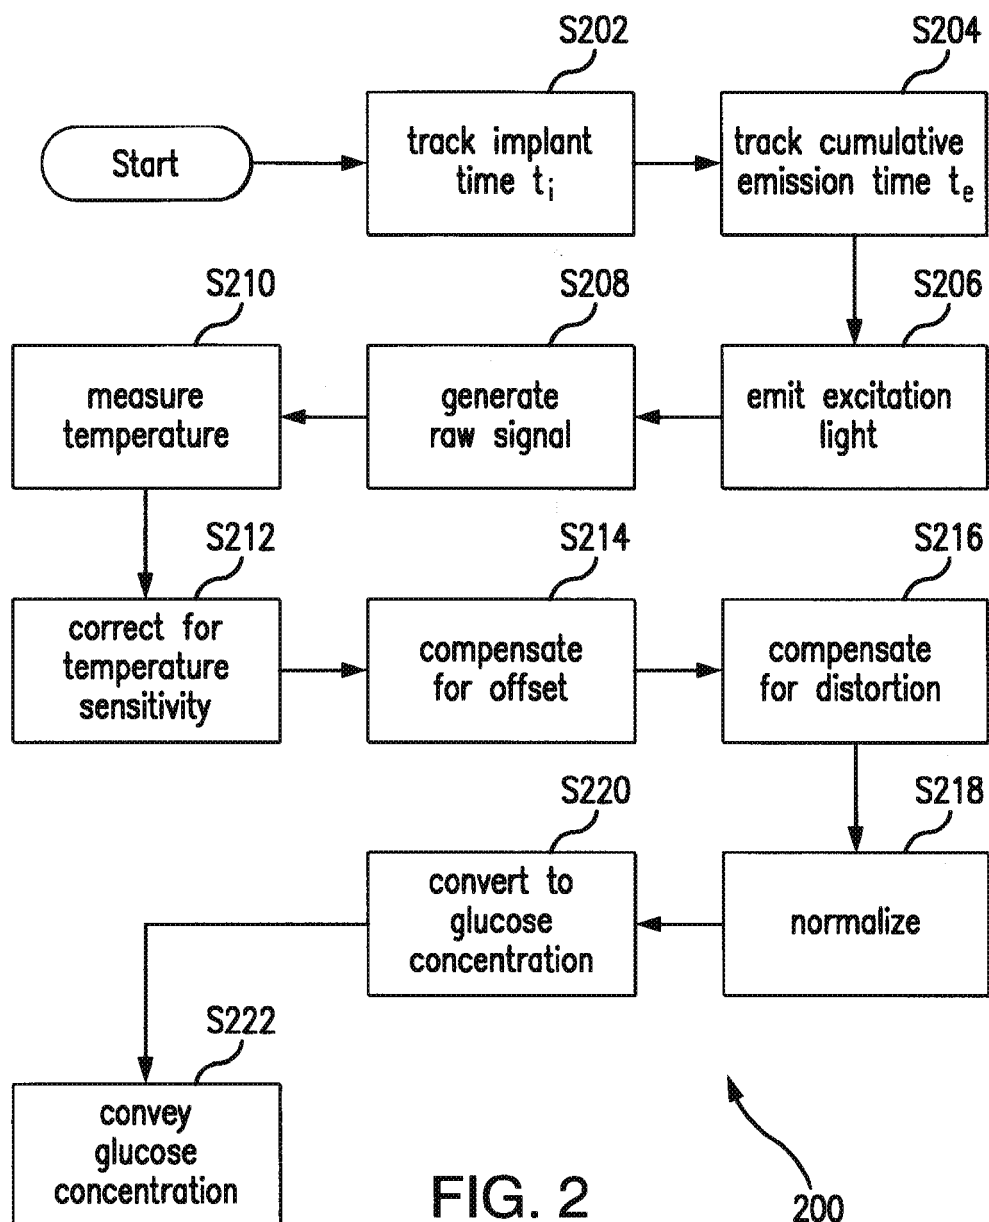 S202
S204
Start
track implant
time tᵢ
track cumulative
emission time tₑ
S210
S208
S206
measure
temperature
generate
raw signal
emit excitation
light
S212
S214
S216
correct for
temperature
sensitivity
compensate
for offset
compensate
for distortion
S220
S218
convert to
glucose
concentration
normalize
S222
convey
glucose
concentration
FIG. 2
200